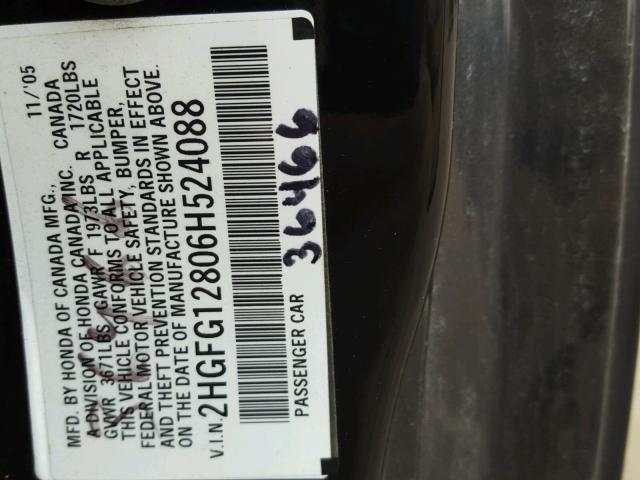 MFD. BY HONDA OF CANADA MFG., 11/'05
A DIVISION OF HONDA CANADA INC. CANADA
GVWR 3671LBS GAWR F 1973LBS R 1720LBS
THIS VEHICLE CONFORMS TO ALL APPLICABLE
FEDERAL MOTOR VEHICLE SAFETY, BUMPER,
AND THEFT PREVENTION STANDARDS IN EFFECT
ON THE DATE OF MANUFACTURE SHOWN ABOVE.
V.I.N. 2HGFG12806H524088
36466
PASSENGER CAR